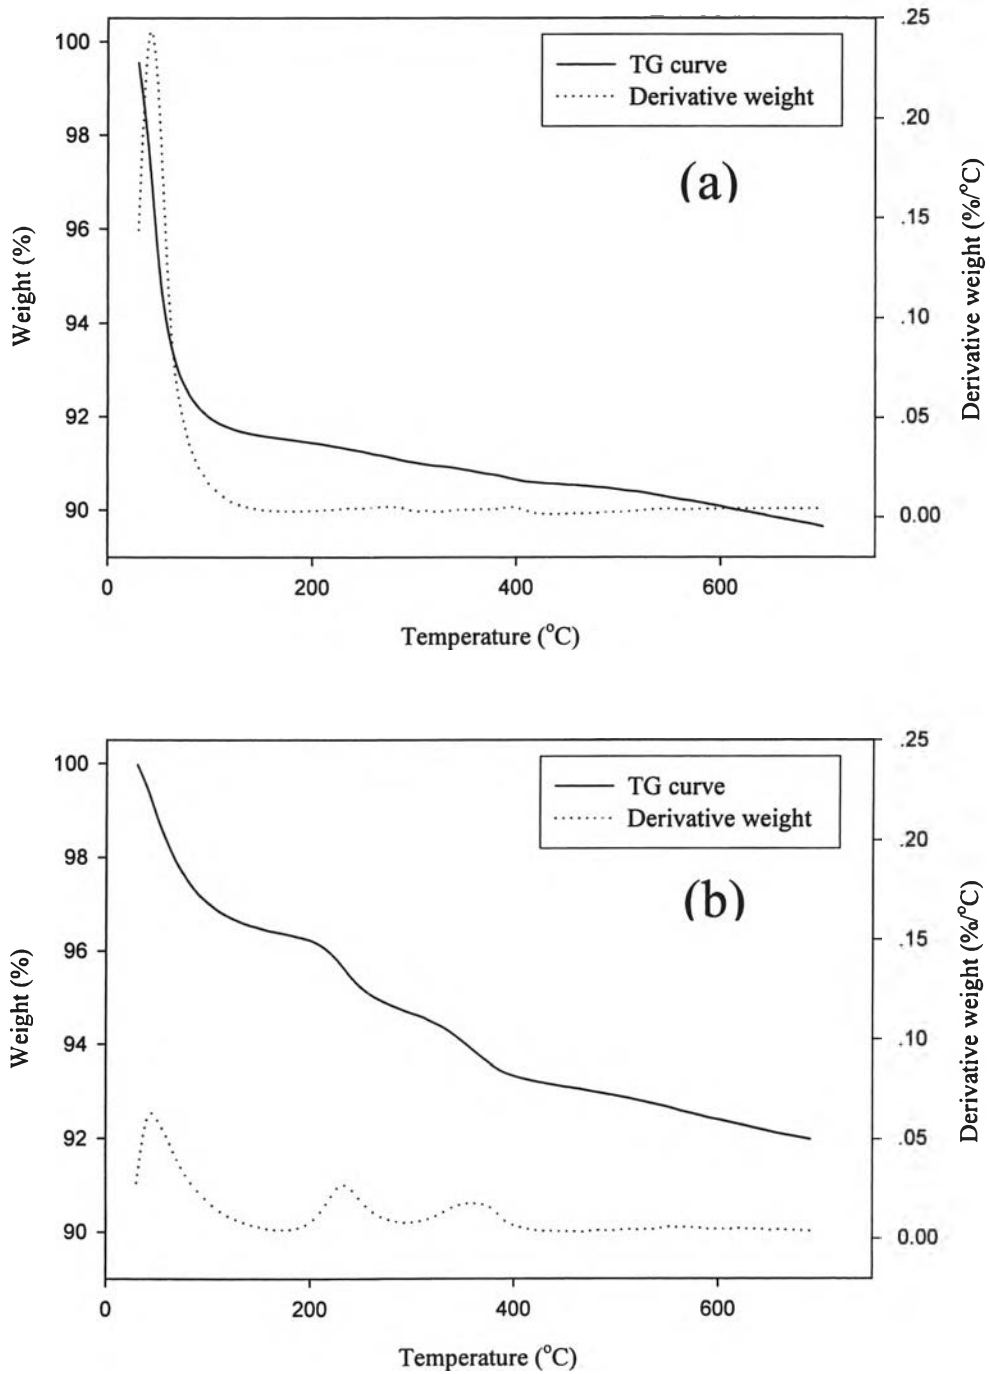 .25
100
TG curve
Derivative weight
98
.20
(a)
96
.15
Weight (%)
Derivative weight (%/°C)
94
.10
92
.05
90
0.00
0
200
400
600
Temperature (°C)
.25
100
TG curve
Derivative weight
98
.20
(b)
96
.15
Weight (%)
Derivative weight (%/°C)
94
.10
92
.05
90
0.00
0
200
400
600
Temperature (°C)